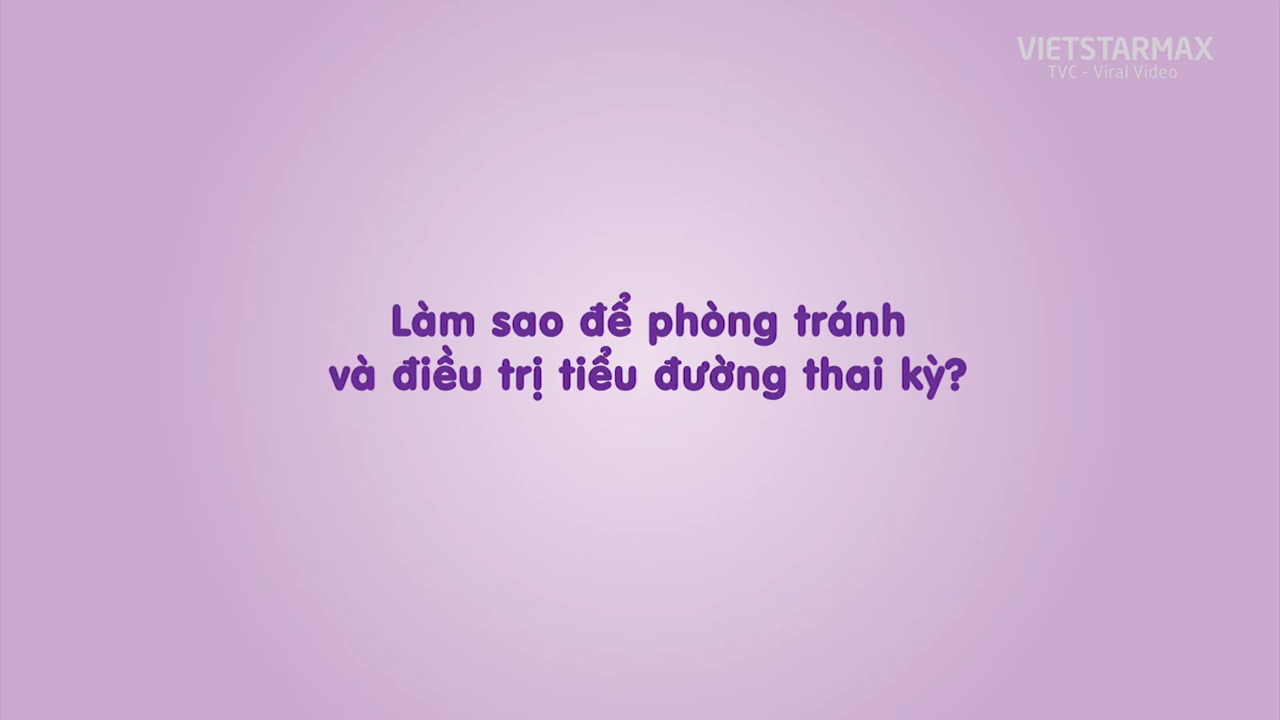 VIETSTARMAX
TVC - Viral Video
Làm sao để phòng tránh
và điều trị tiểu đường thai kỳ?